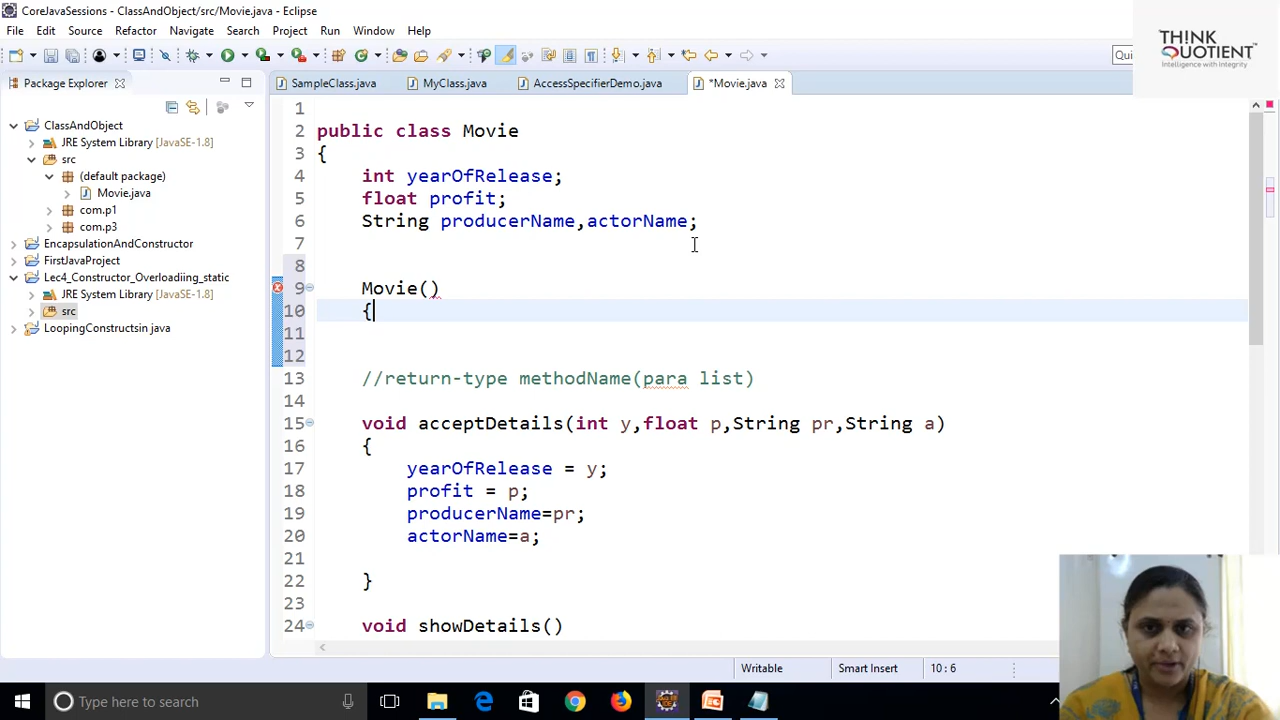 CoreJavaSessions - ClassAndObject/src/Movie.java - Eclipse
File Edit Source Refactor Navigate Search Project Run Window Help
THINK
QUOTIENT
Intelligence with Integrity
Qui
Package Explorer
SampleClass.java MyClass.java AccessSpecifierDemo.java *Movie.java
ClassAndObject
JRE System Library [JavaSE-1.8]
src
(default package)
Movie.java
com.p1
com.p3
EncapsulationAndConstructor
FirstJavaProject
Lec4_Constructor_Overloadiing_static
JRE System Library [JavaSE-1.8]
src
LoopingConstructsin java
1
2 public class Movie
3 {
4 int yearOfRelease;
5 float profit;
6 String producerName,actorName;
7
8
9 Movie()
10 {
11
12
13 //return-type methodName(para list)
14
15 void acceptDetails(int y,float p,String pr,String a)
16 {
17 yearOfRelease = y;
18 profit = p;
19 producerName=pr;
20 actorName=a;
21
22 }
23
24 void showDetails()
Writable Smart Insert 10 : 6
Type here to search